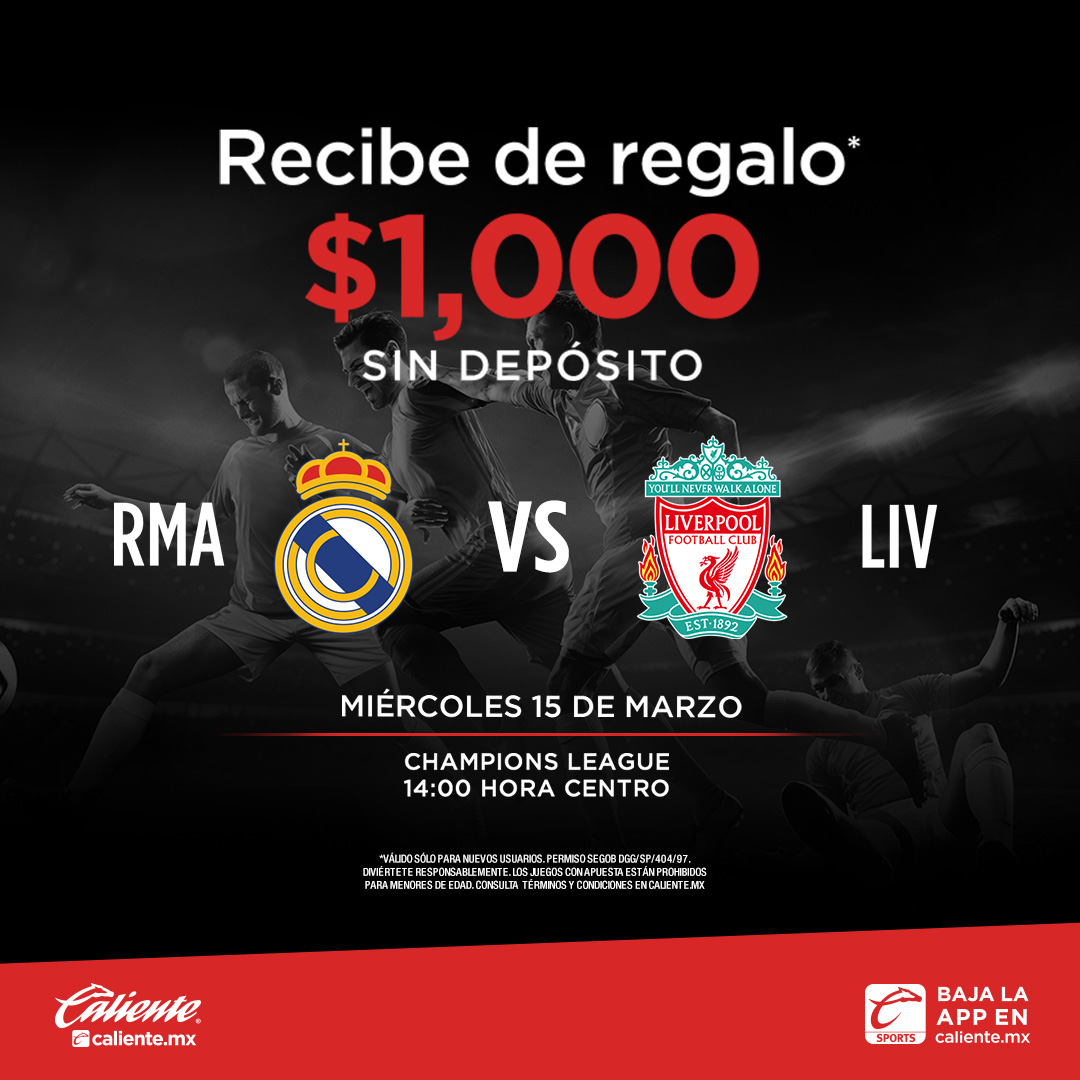 Recibe de regalo*
$1,000
SIN DEPÓSITO
RMA
VS
LIV
YOU'LL NEVER WALK ALONE
LIVERPOOL
FOOTBALL CLUB
EST·1892
MIÉRCOLES 15 DE MARZO
CHAMPIONS LEAGUE
14:00 HORA CENTRO
*VÁLIDO SÓLO PARA NUEVOS USUARIOS. PERMISO SEGOB DGG/SP/404/97.
DIVIÉRTETE RESPONSABLEMENTE. LOS JUEGOS CON APUESTA ESTÁN PROHIBIDOS
PARA MENORES DE EDAD. CONSULTA TÉRMINOS Y CONDICIONES EN CALIENTE.MX
Caliente®
caliente.mx
SPORTS
BAJA LA
APP EN
caliente.mx